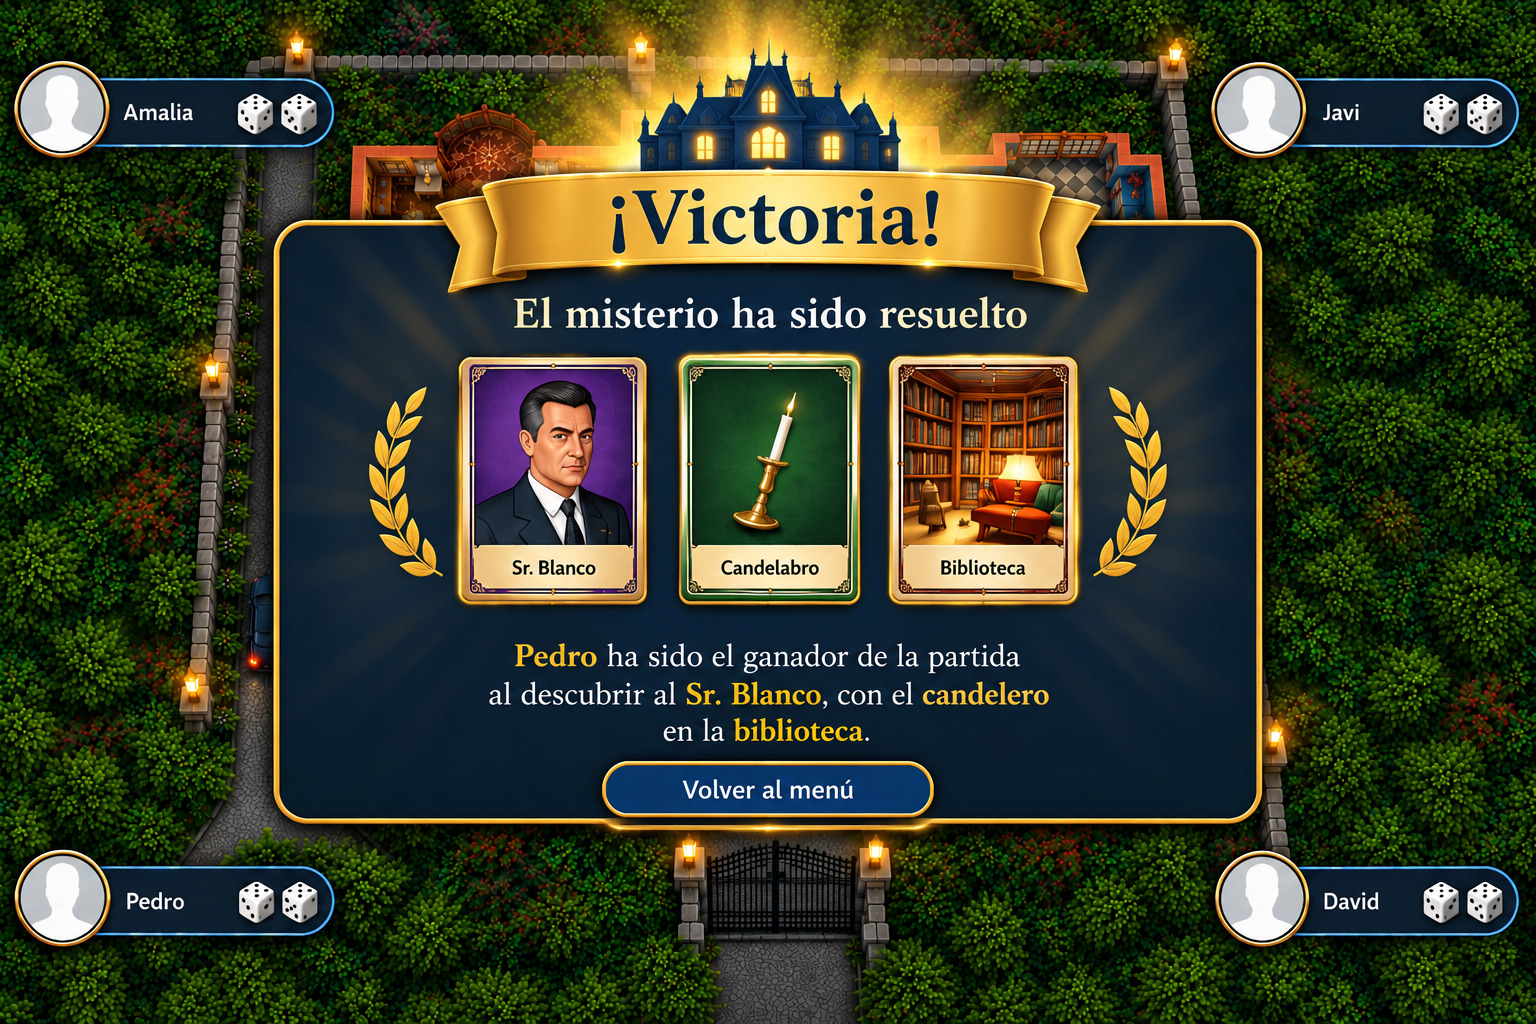 Amalia
Javi
¡Victoria!
El misterio ha sido resuelto
Sr. Blanco
Candelabro
Biblioteca
Pedro ha sido el ganador de la partida
al descubrir al Sr. Blanco, con el candelero
en la biblioteca.
Volver al menú
Pedro
David